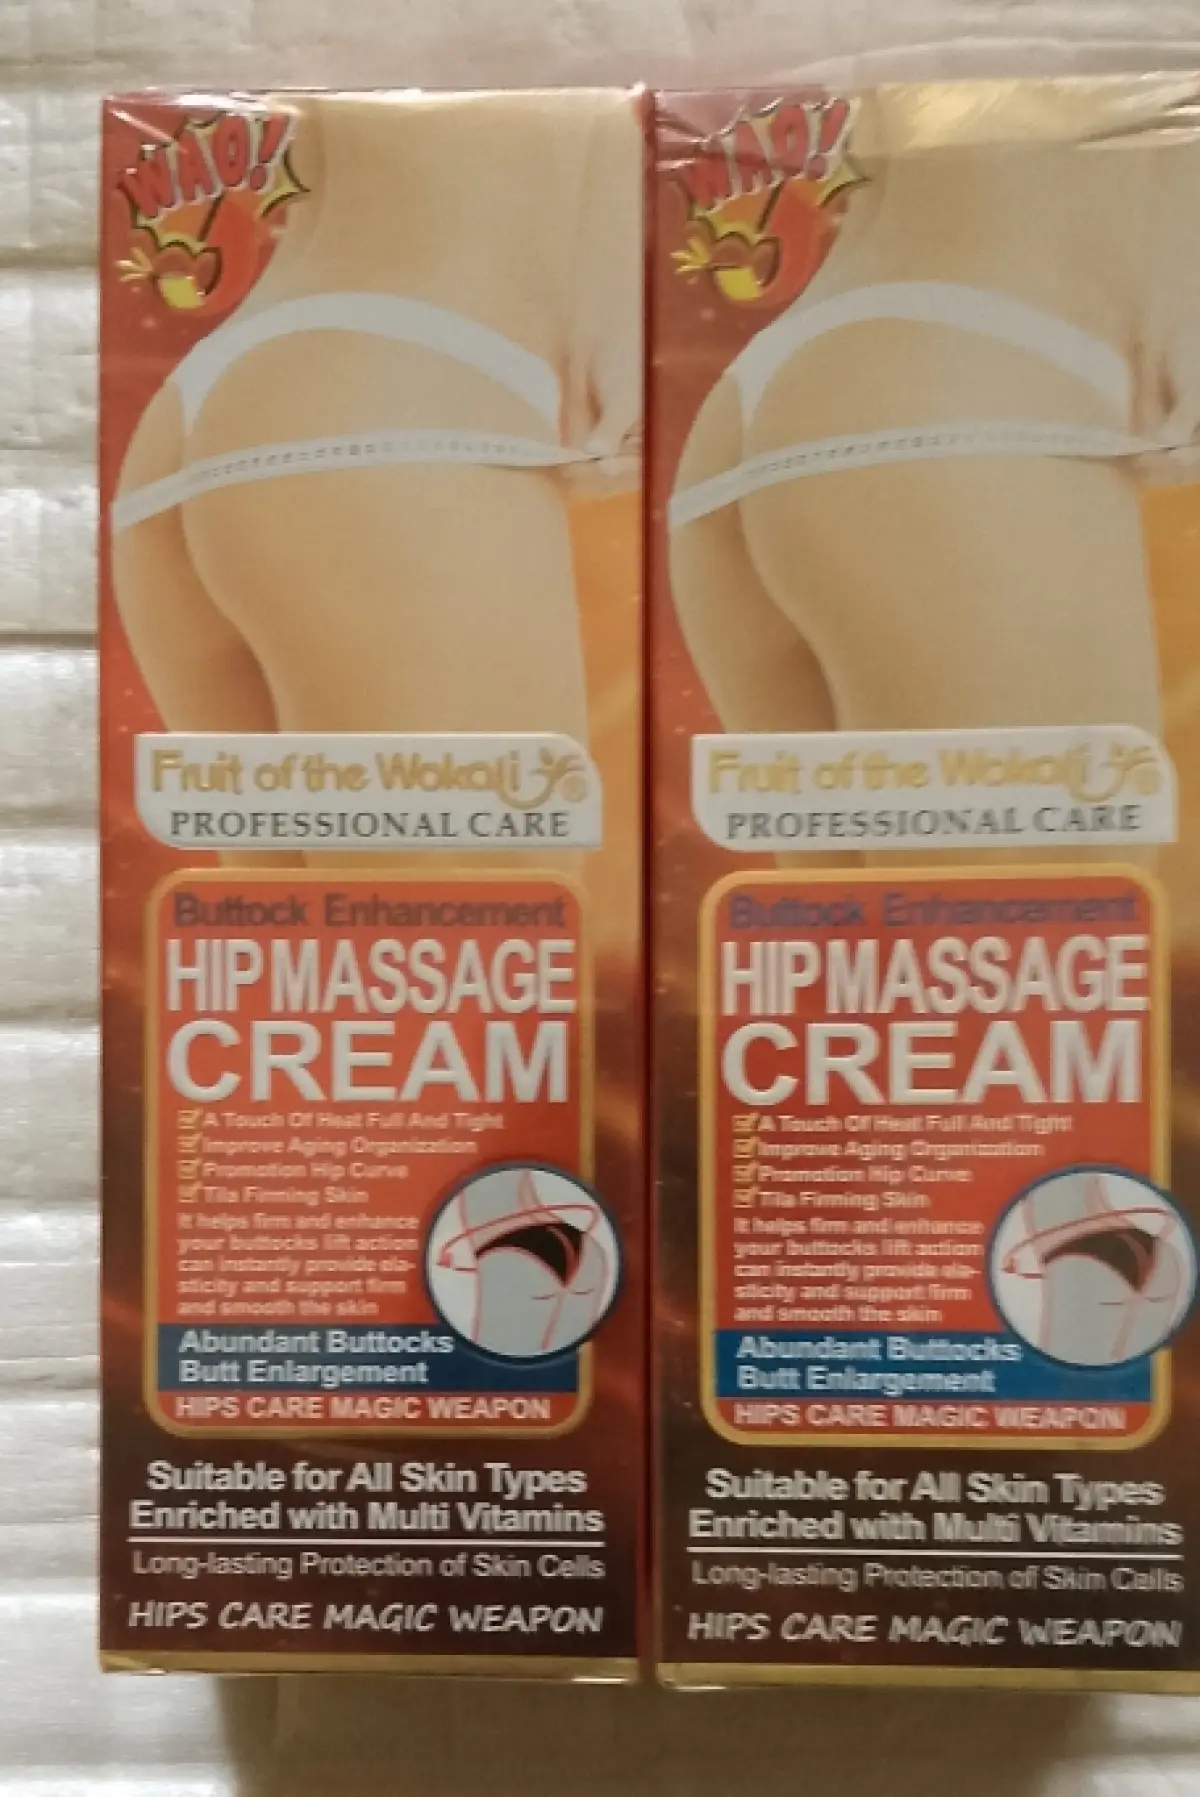 WAO!
Fruit of the Wokali ®
PROFESSIONAL CARE
Buttock Enhancement
HIP MASSAGE
CREAM
A Touch Of Heat Full And Tight
Improve Aging Organization
Promotion Hip Curve
Tila Firming Skin
It helps firm and enhance
your buttocks lift action
can instantly provide ela-
sticity and support firm
and smooth the skin
Abundant Buttocks
Butt Enlargement
HIPS CARE MAGIC WEAPON
Suitable for All Skin Types
Enriched with Multi Vitamins
Long-lasting Protection of Skin Cells
HIPS CARE MAGIC WEAPON
WAO!
Fruit of the Wokali ®
PROFESSIONAL CARE
Buttock Enhancement
HIP MASSAGE
CREAM
A Touch Of Heat Full And Tight
Improve Aging Organization
Promotion Hip Curve
Tila Firming Skin
It helps firm and enhance
your buttocks lift action
can instantly provide ela-
sticity and support firm
and smooth the skin
Abundant Buttocks
Butt Enlargement
HIPS CARE MAGIC WEAPON
Suitable for All Skin Types
Enriched with Multi Vitamins
Long-lasting Protection of Skin Cells
HIPS CARE MAGIC WEAPON